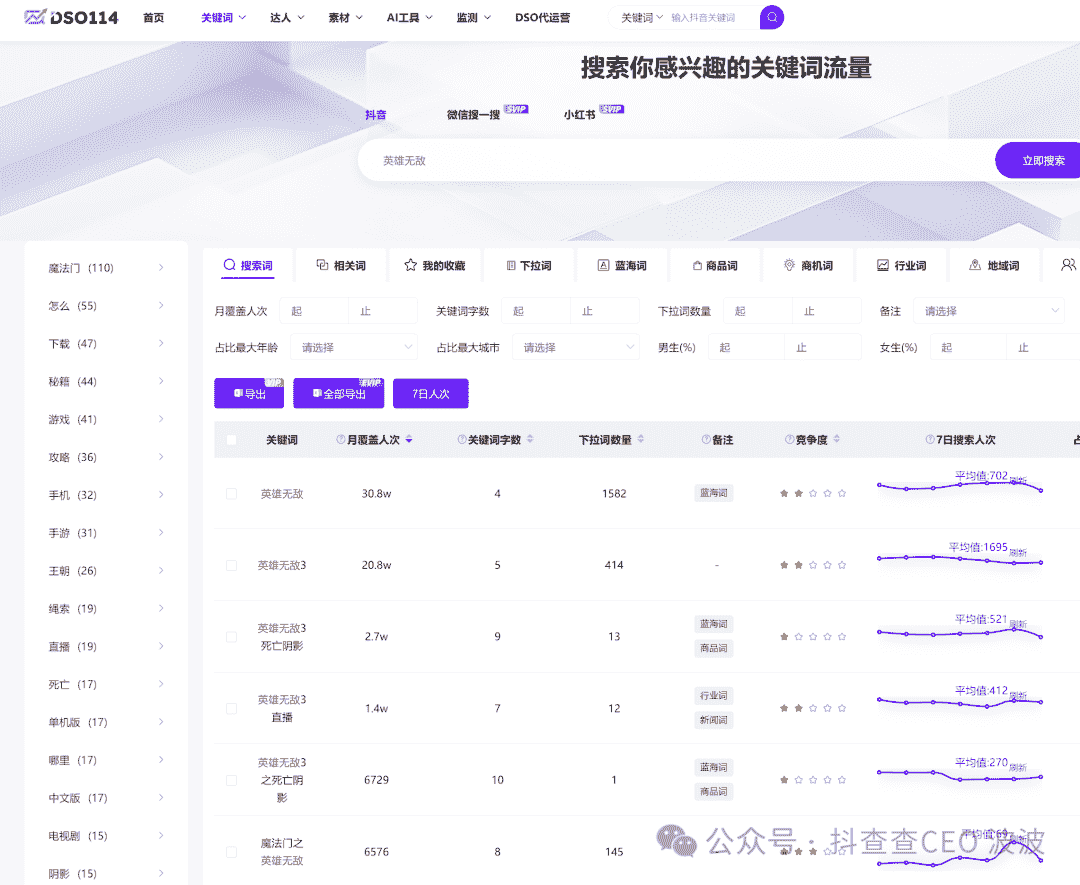 DSO114 首页 关键词 达人 素材 AI工具 监测 DSO代运营 关键词 输入抖音关键词
搜索你感兴趣的关键词流量
抖音 微信搜一搜 小红书
英雄无敌 立即搜索
魔法门 (110)
怎么 (55)
下载 (47)
秘籍 (44)
游戏 (41)
攻略 (36)
手机 (32)
手游 (31)
王朝 (26)
绳索 (19)
直播 (19)
死亡 (17)
单机版 (17)
哪里 (17)
中文版 (17)
电视剧 (15)
阴影 (15)
搜索词 相关词 我的收藏 下拉词 蓝海词 商品词 商机词 行业词 地域词
月覆盖人次 起 止 关键词字数 起 止 下拉词数量 起 止 备注 请选择
占比最大年龄 请选择 占比最大城市 请选择 男生(%) 起 止 女生(%) 起 止
导出 全部导出 7日人次
关键词 月覆盖人次 关键词字数 下拉词数量 备注 竞争度 7日搜索人次
英雄无敌 30.8w 4 1582 蓝海词 平均值:702 刷新
英雄无敌3 20.8w 5 414 - 平均值:1695 刷新
英雄无敌3
死亡阴影 2.7w 9 13 蓝海词 商品词 平均值:521 刷新
英雄无敌3
直播 1.4w 7 12 行业词 新闻词 平均值:412 刷新
英雄无敌3
之死亡阴
影 6729 10 1 蓝海词 商品词 平均值:270 刷新
魔法门之
英雄无敌 6576 8 145 平均值:69
公众号：抖查查CEO 波波